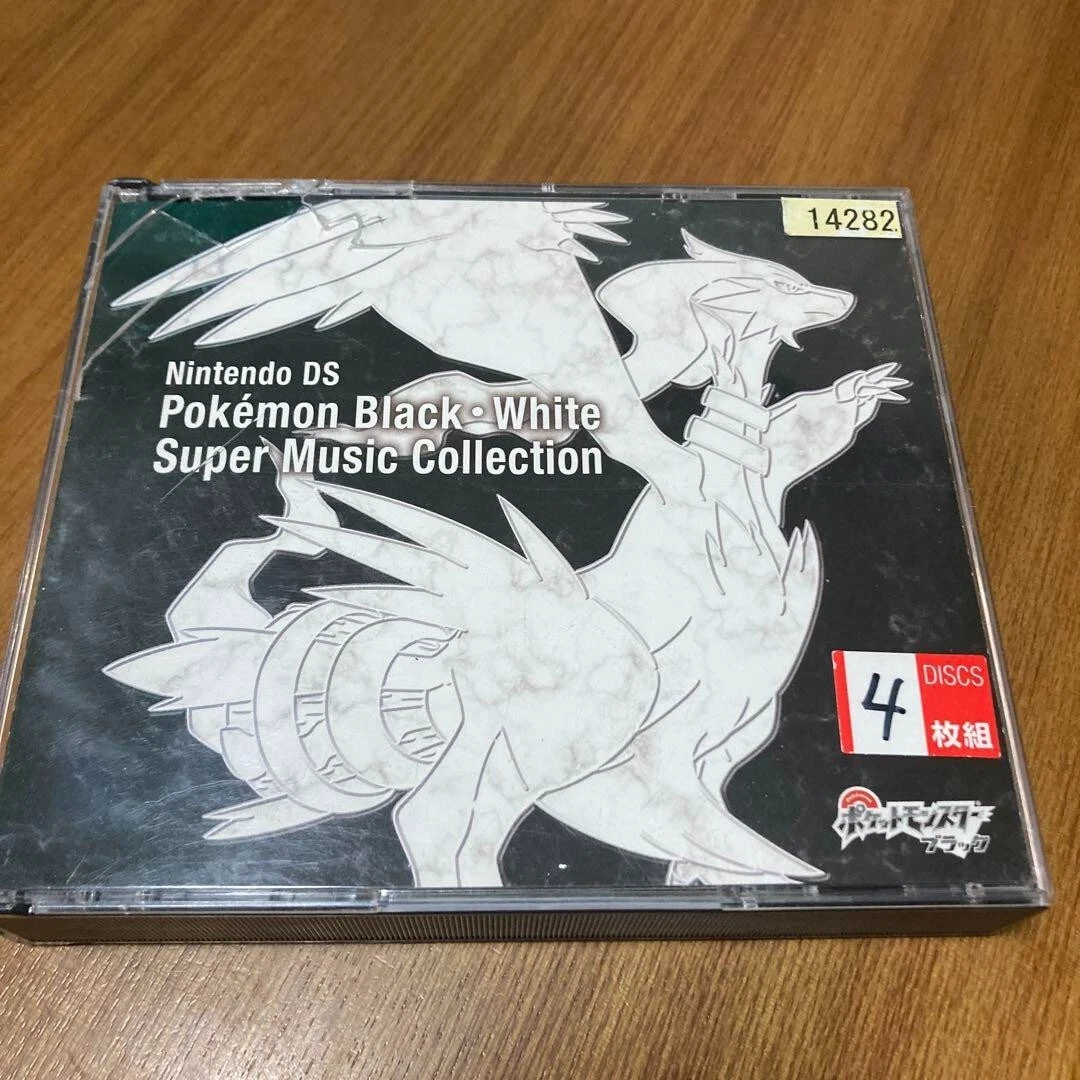 14282
Nintendo DS
Pokémon Black・White
Super Music Collection
4
DISCS
枚組
ポケットモンスター
ブラック